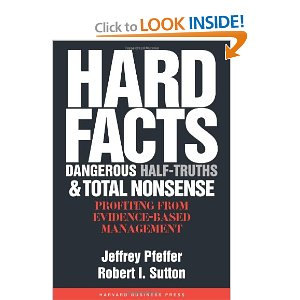 Click to
LOOK INSIDE!
HARD
FACTS
DANGEROUS HALF-TRUTHS
& TOTAL NONSENSE
PROFITING FROM
EVIDENCE-BASED
MANAGEMENT
Jeffrey Pfeffer
Robert I. Sutton
HARVARD BUSINESS PRESS